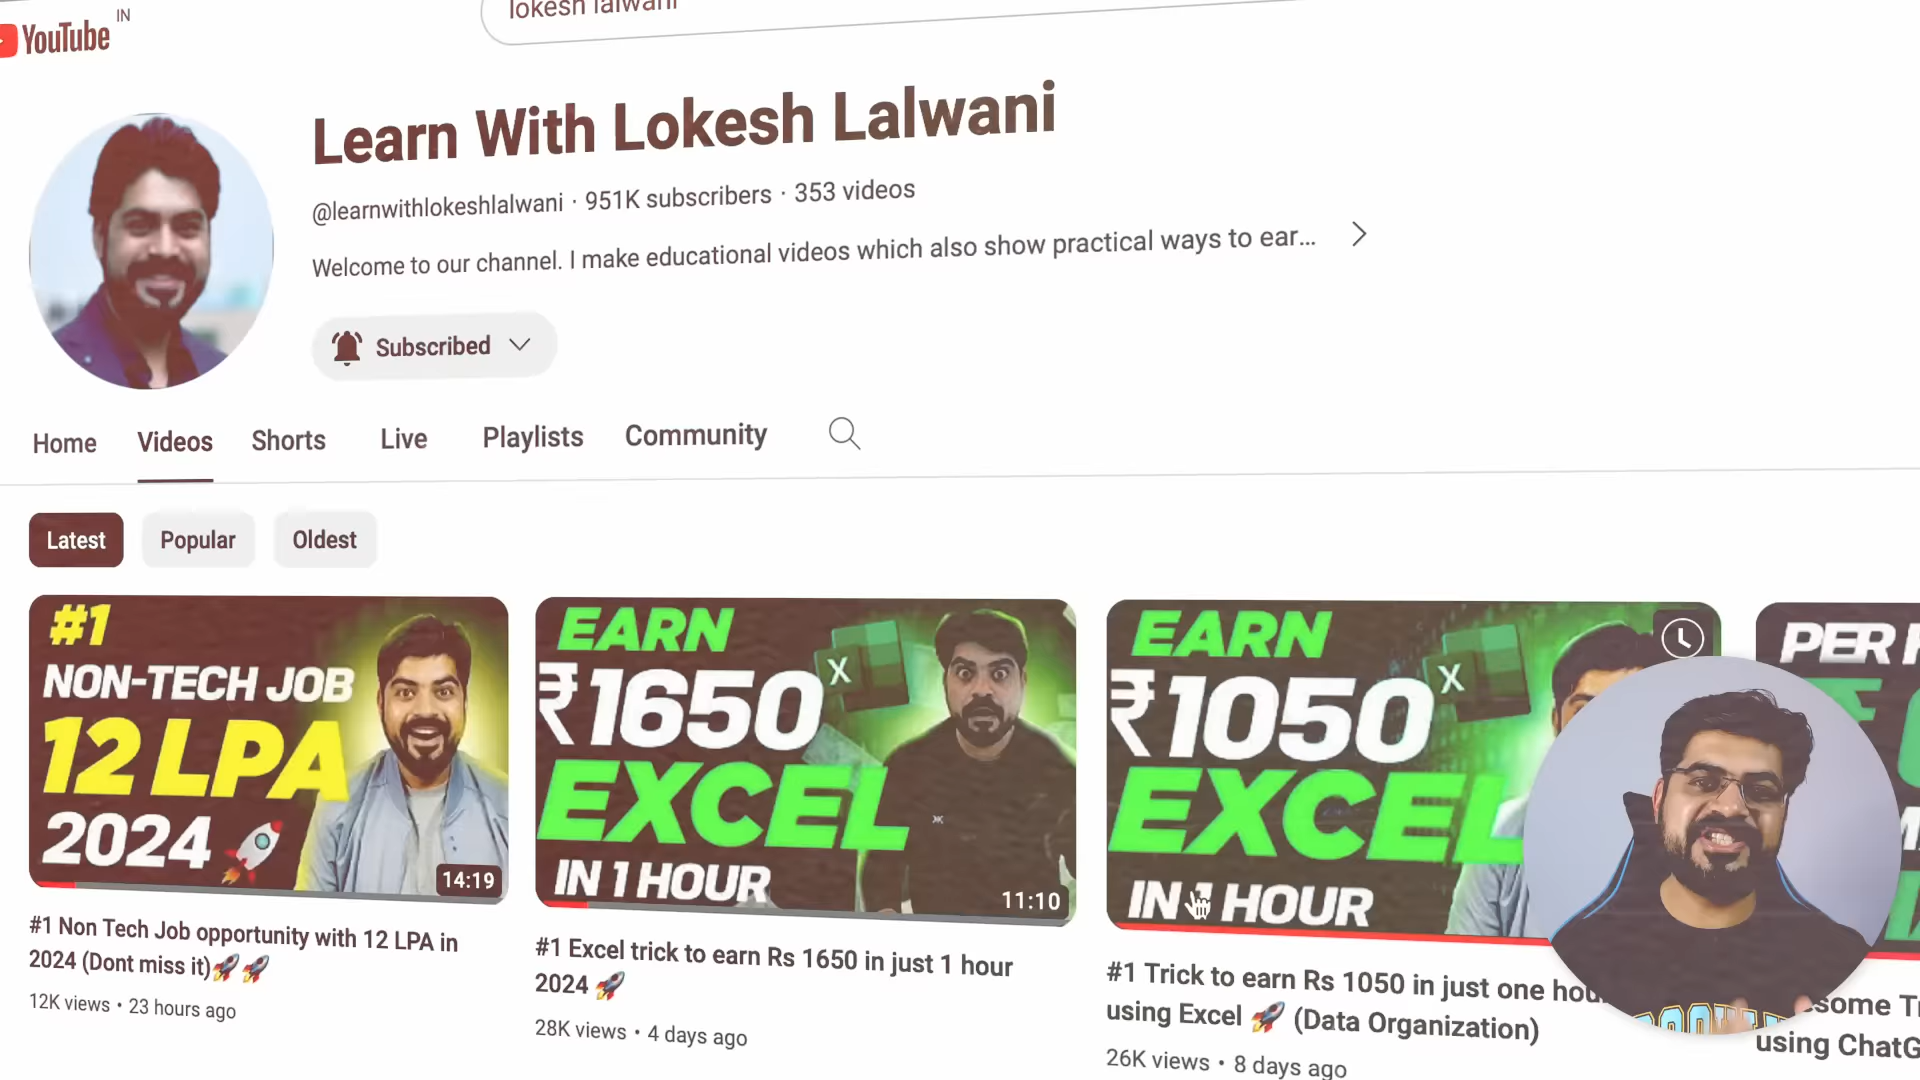 YouTube IN
lokesh lalwani
Learn With Lokesh Lalwani
@learnwithlokeshlalwani · 951K subscribers · 353 videos
Welcome to our channel. I make educational videos which also show practical ways to ear...
Subscribed
Home Videos Shorts Live Playlists Community
Latest Popular Oldest
#1
NON-TECH JOB
12 LPA
2024
14:19
#1 Non Tech Job opportunity with 12 LPA in
2024 (Dont miss it)🚀🚀
12K views • 23 hours ago
EARN
₹1650
X
EXCEL
IN 1 HOUR
11:10
#1 Excel trick to earn Rs 1650 in just 1 hour
2024 🚀
28K views • 4 days ago
EARN
₹1050
X
EXCEL
IN 1 HOUR
#1 Trick to earn Rs 1050 in just one hou
using Excel 🚀 (Data Organization)
26K views • 8 days ago
PER
using ChatG